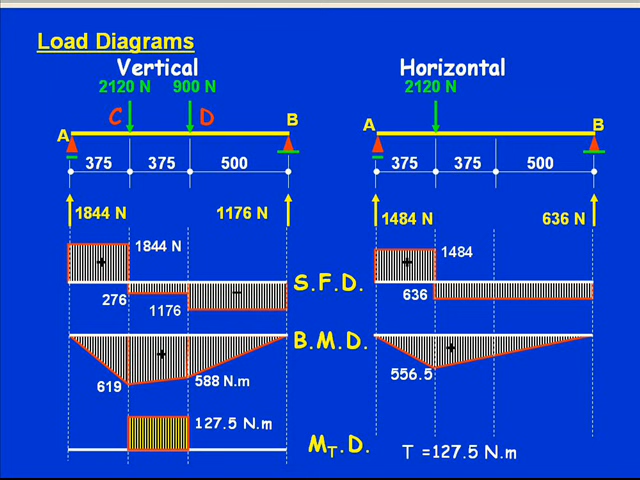 Load Diagrams
Vertical
Horizontal
2120 N 900 N
2120 N
C D
A B
A B
375 375 500
375 375 500
1844 N 1176 N
1484 N 636 N
1844 N
1484
+ +
S.F.D.
276 –
636
1176
B.M.D.
+ +
619 588 N.m
556.5
127.5 N.m
MT.D.
T =127.5 N.m